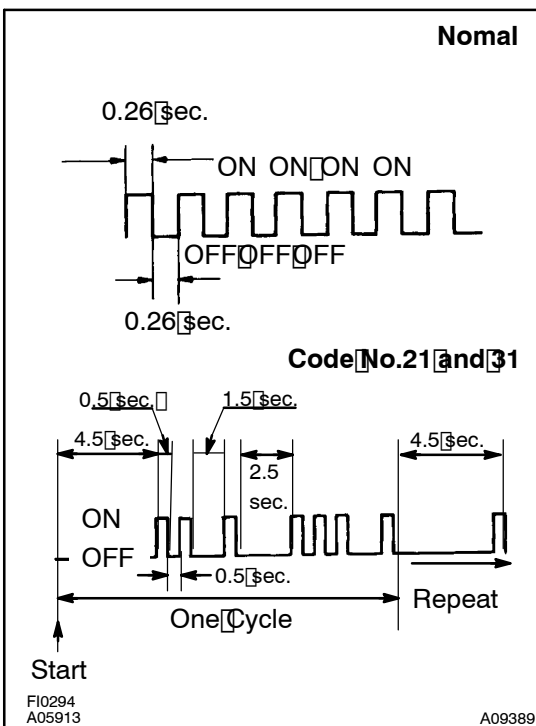 Nomal
0.26 sec.
ON ON ON ON
OFF OFF OFF
0.26 sec.
Code No.21 and 31
0.5 sec. 1.5 sec.
4.5 sec. 2.5 sec. 4.5 sec.
ON
OFF
0.5 sec.
One Cycle Repeat
Start
FI0294
A05913 A09389